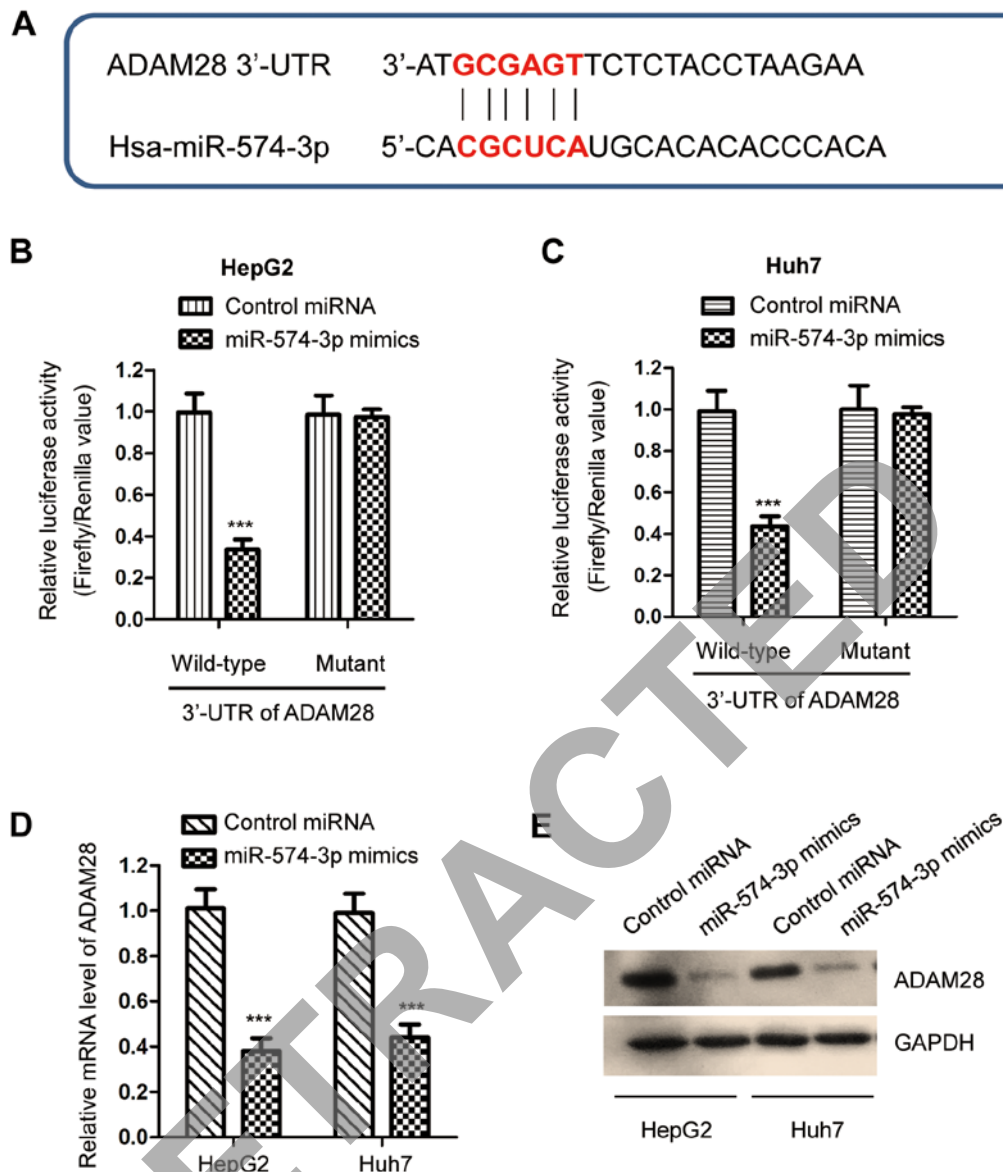 A
ADAM28 3’-UTR 3’-ATGCGAGTTCTCTACCTAAGAA
Hsa-miR-574-3p 5’-CACGCUCAUGCACACACCCACA
B
HepG2
Control miRNA
miR-574-3p mimics
Relative luciferase activity
(Firefly/Renilla value)
1.2
1.0
0.8
0.6
0.4
0.2
0.0
***
Wild-type Mutant
3’-UTR of ADAM28
C
Huh7
Control miRNA
miR-574-3p mimics
Relative luciferase activity
(Firefly/Renilla value)
1.2
1.0
0.8
0.6
0.4
0.2
0.0
***
Wild-type Mutant
3’-UTR of ADAM28
D
Control miRNA
miR-574-3p mimics
Relative mRNA level of ADAM28
1.2
1.0
0.8
0.6
0.4
0.2
0.0
*** ***
HepG2 Huh7
E
Control miRNA
miR-574-3p mimics
Control miRNA
miR-574-3p mimics
ADAM28
GAPDH
HepG2 Huh7
ETRACTED